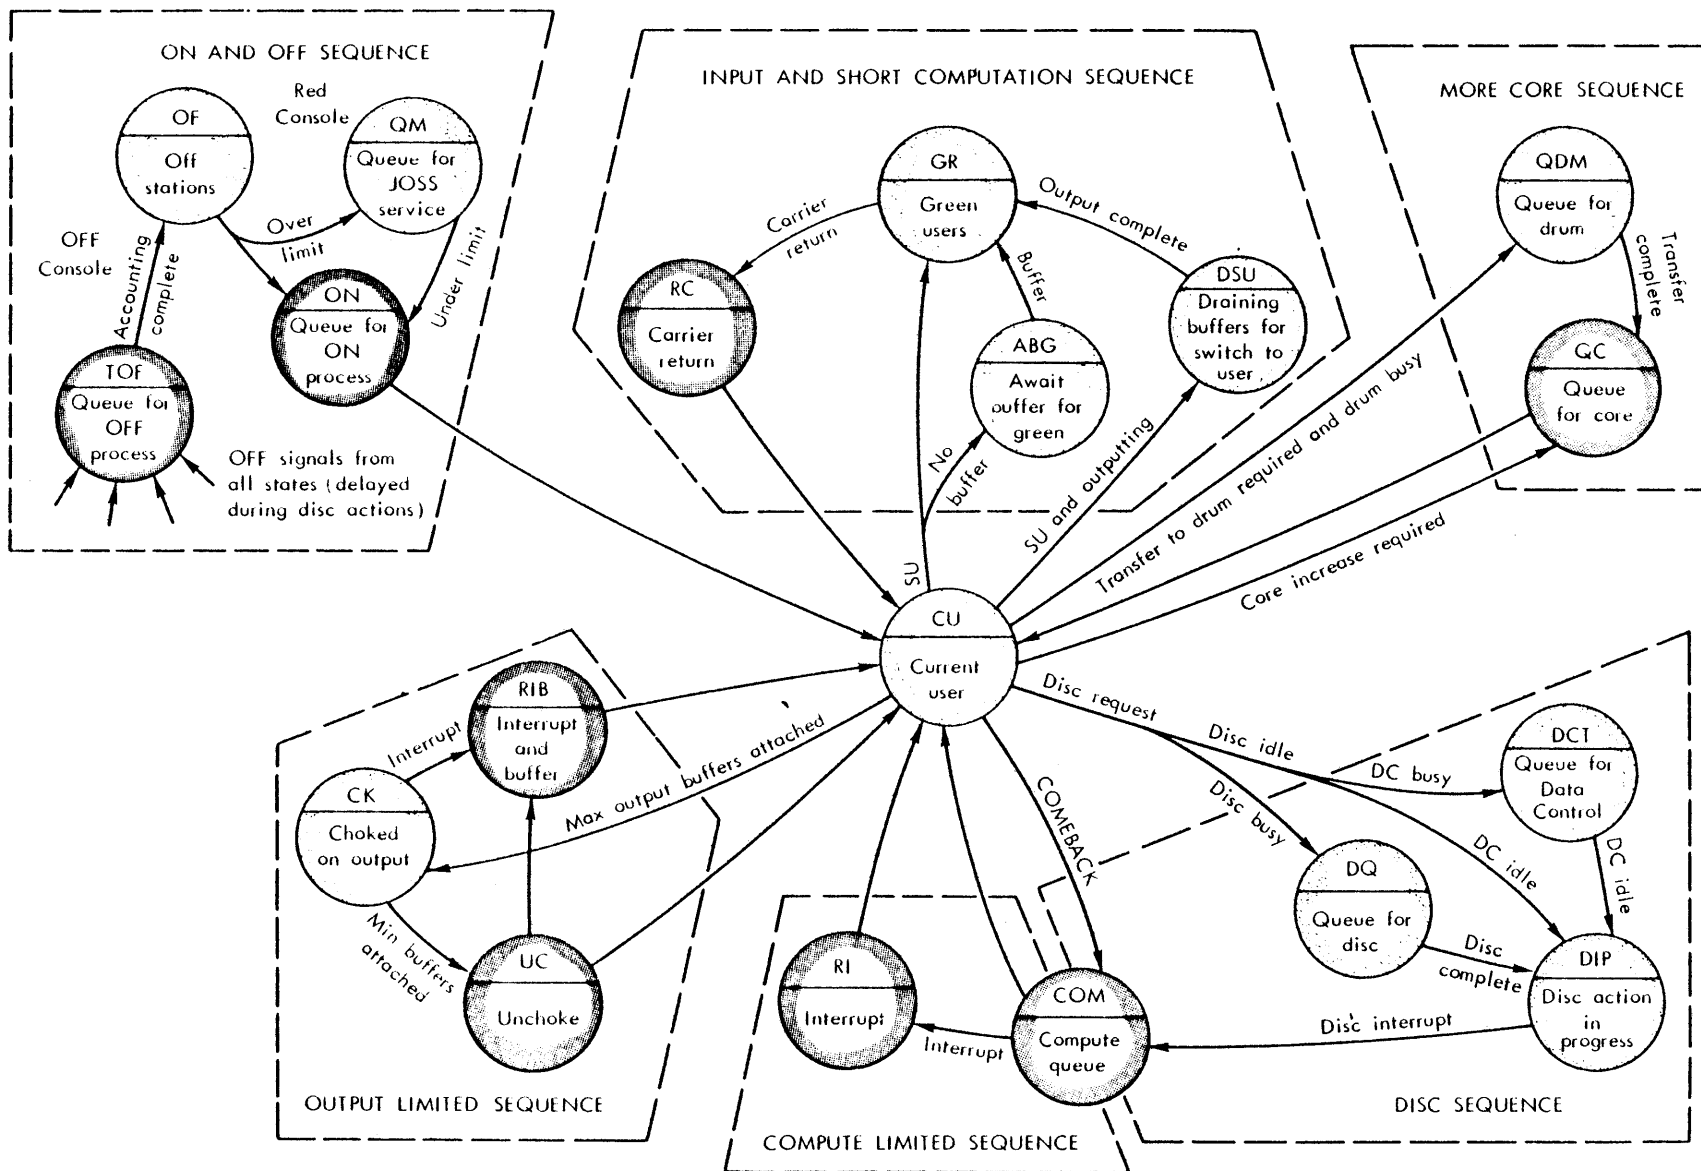 ON AND OFF SEQUENCE
Red
Console
OF
Off
stations
QM
Queue for
JOSS
service
Over
limit
Under limit
OFF
Console
Accounting
complete
ON
Queue for
ON
process
TOF
Queue for
OFF
process
OFF signals from
all states (delayed
during disc actions)
INPUT AND SHORT COMPUTATION SEQUENCE
GR
Green
users
Carrier
return
Output complete
RC
Carrier
return
Buffer
ABG
Await
buffer for
green
DSU
Draining
buffers for
switch to
user
No
buffer
SU
SU and outputting
MORE CORE SEQUENCE
QDM
Queue for
drum
Transfer
complete
QC
Queue
for core
Transfer to drum required and drum busy
Core increase required
CU
Current
user
RIB
Interrupt
and
buffer
Interrupt
CK
Choked
on output
Max output buffers attached
Min buffers
attached
UC
Unchoke
OUTPUT LIMITED SEQUENCE
COMEBACK
RI
Interrupt
Interrupt
COM
Compute
queue
COMPUTE LIMITED SEQUENCE
Disc request
Disc idle
Disc busy
DC busy
DC idle
DCT
Queue for
Data
Control
DC idle
DQ
Queue for
disc
Disc
complete
DIP
Disc action
in
progress
Disc interrupt
DISC SEQUENCE